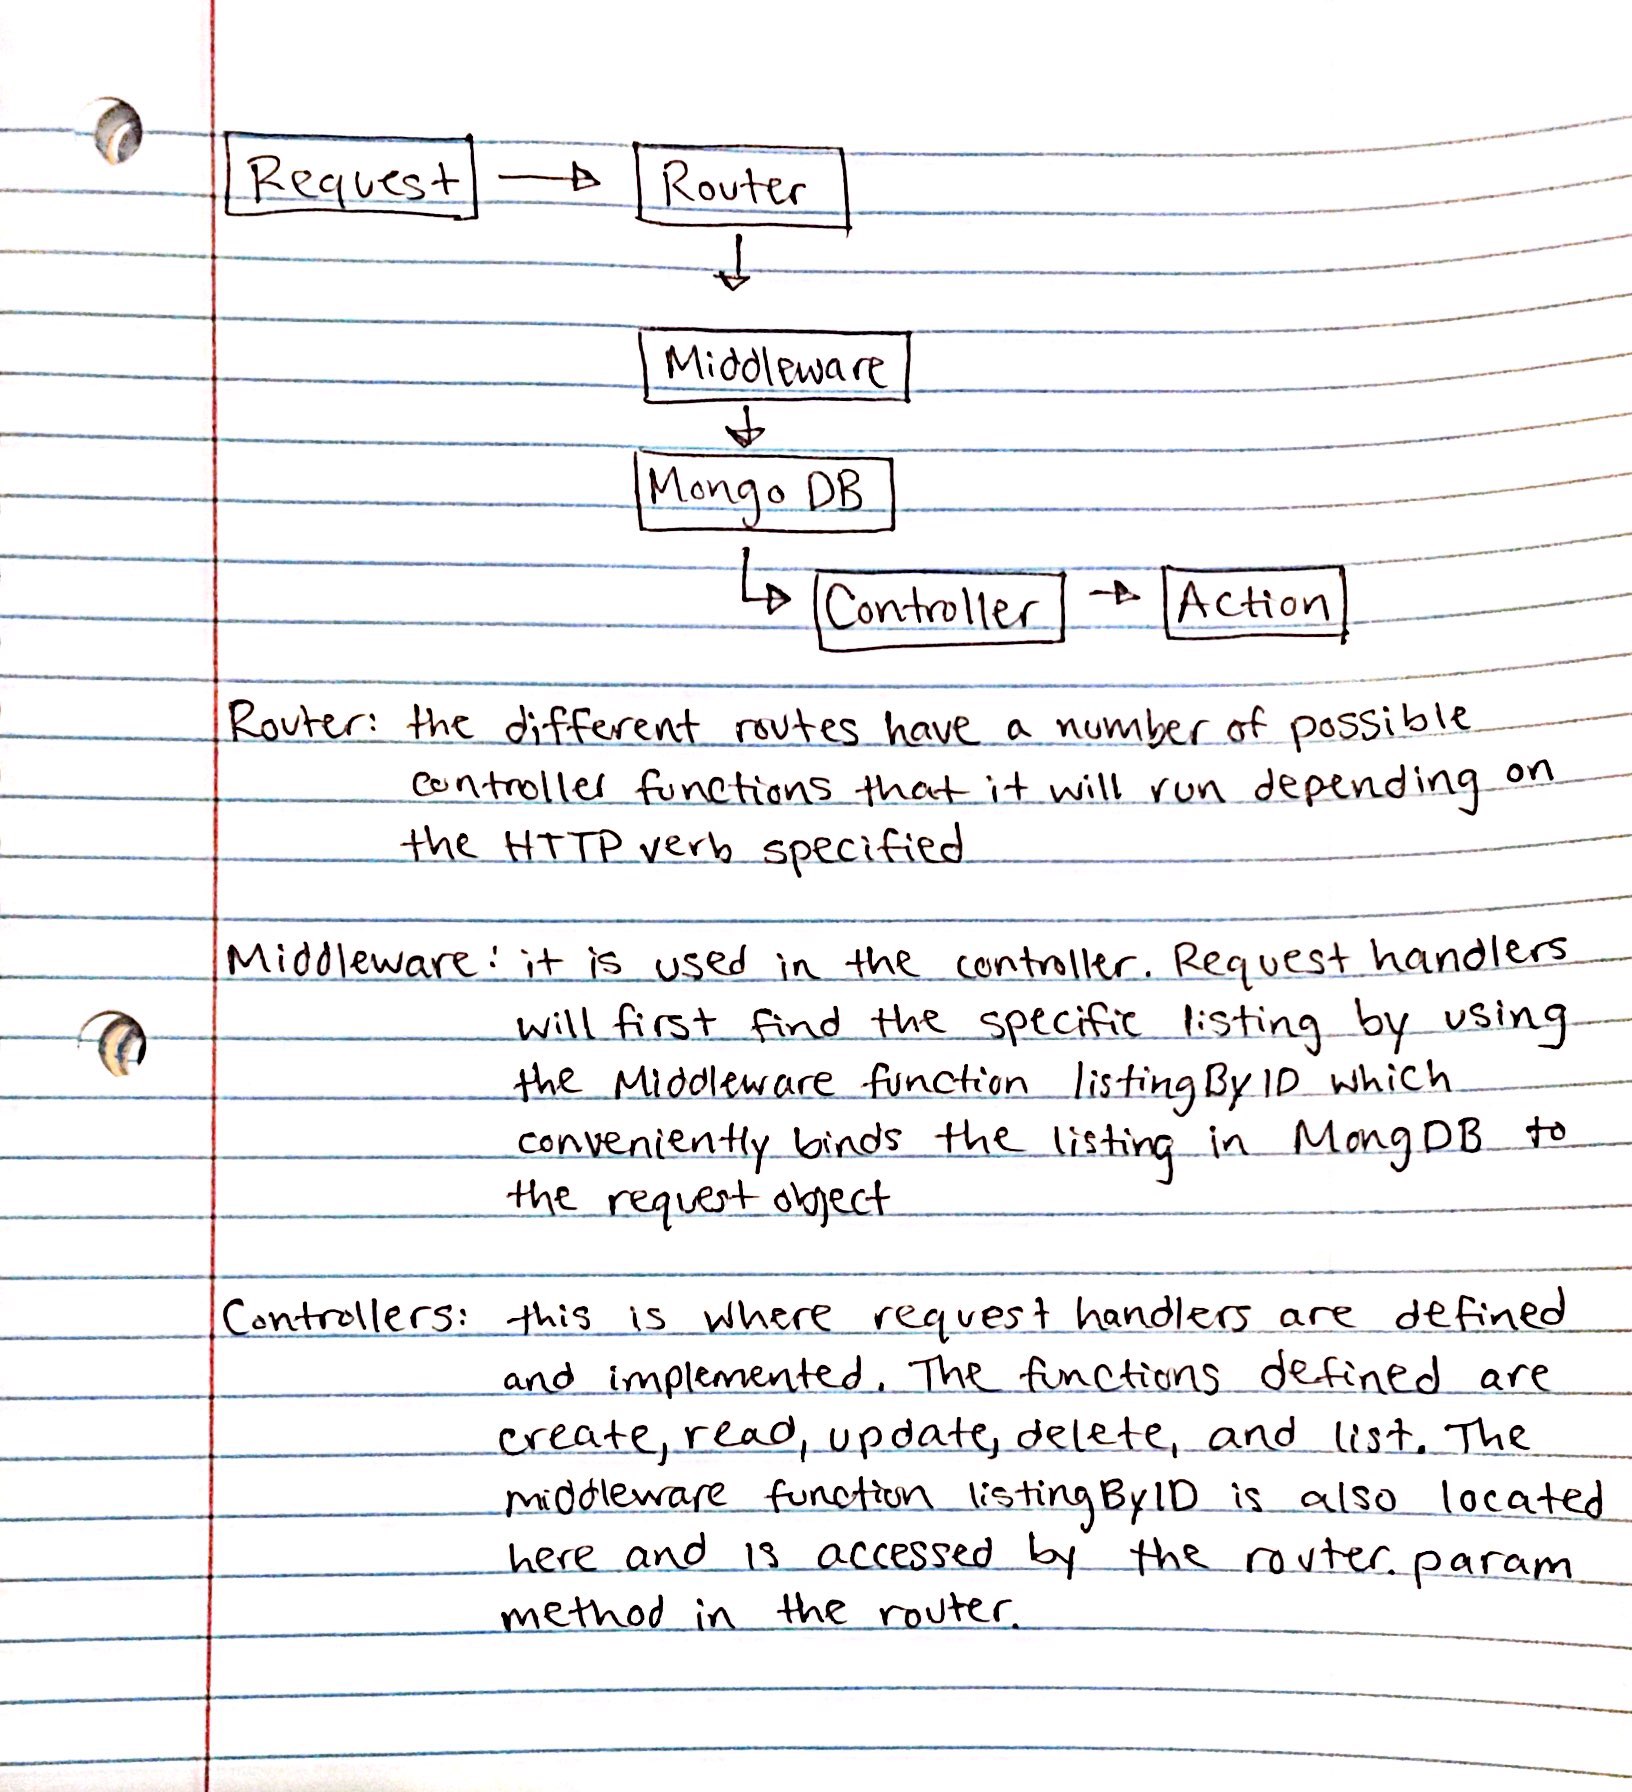 Request
Router
Middleware
Mongo DB
Controller
Action
Router: the different routes have a number of possible
controller functions that it will run depending on
the HTTP verb specified
Middleware: it is used in the controller. Request handlers
will first find the specific listing by using
the Middleware function listingByID which
conveniently binds the listing in MongDB to
the request object
Controllers: this is where request handlers are defined
and implemented. The functions defined are
create, read, update, delete, and list. The
middleware function listingByID is also located
here and is accessed by the router.param
method in the router.